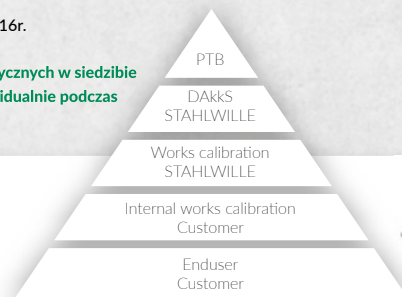 16r.
ycznych w siedzibie
idualnie podczas
PTB
DAkkS
STAHLWILLE
Works calibration
STAHLWILLE
Internal works calibration
Customer
Enduser
Customer